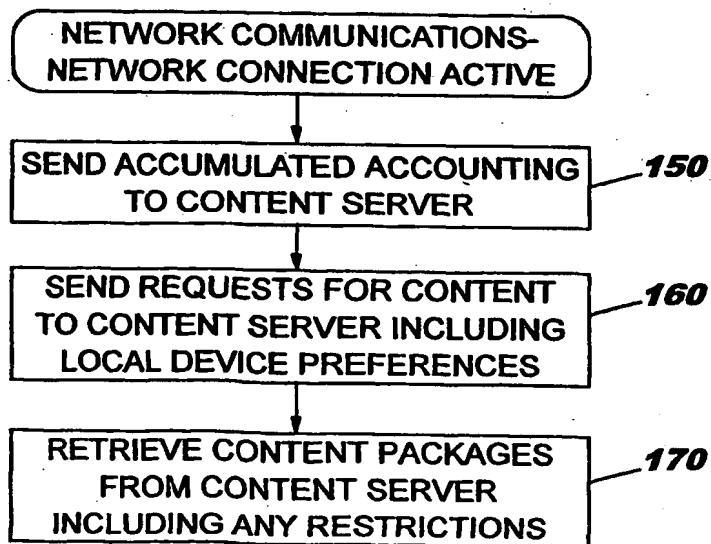 NETWORK COMMUNICATIONS-
NETWORK CONNECTION ACTIVE
SEND ACCUMULATED ACCOUNTING
TO CONTENT SERVER
150
SEND REQUESTS FOR CONTENT
TO CONTENT SERVER INCLUDING
LOCAL DEVICE PREFERENCES
160
RETRIEVE CONTENT PACKAGES
FROM CONTENT SERVER
INCLUDING ANY RESTRICTIONS
170